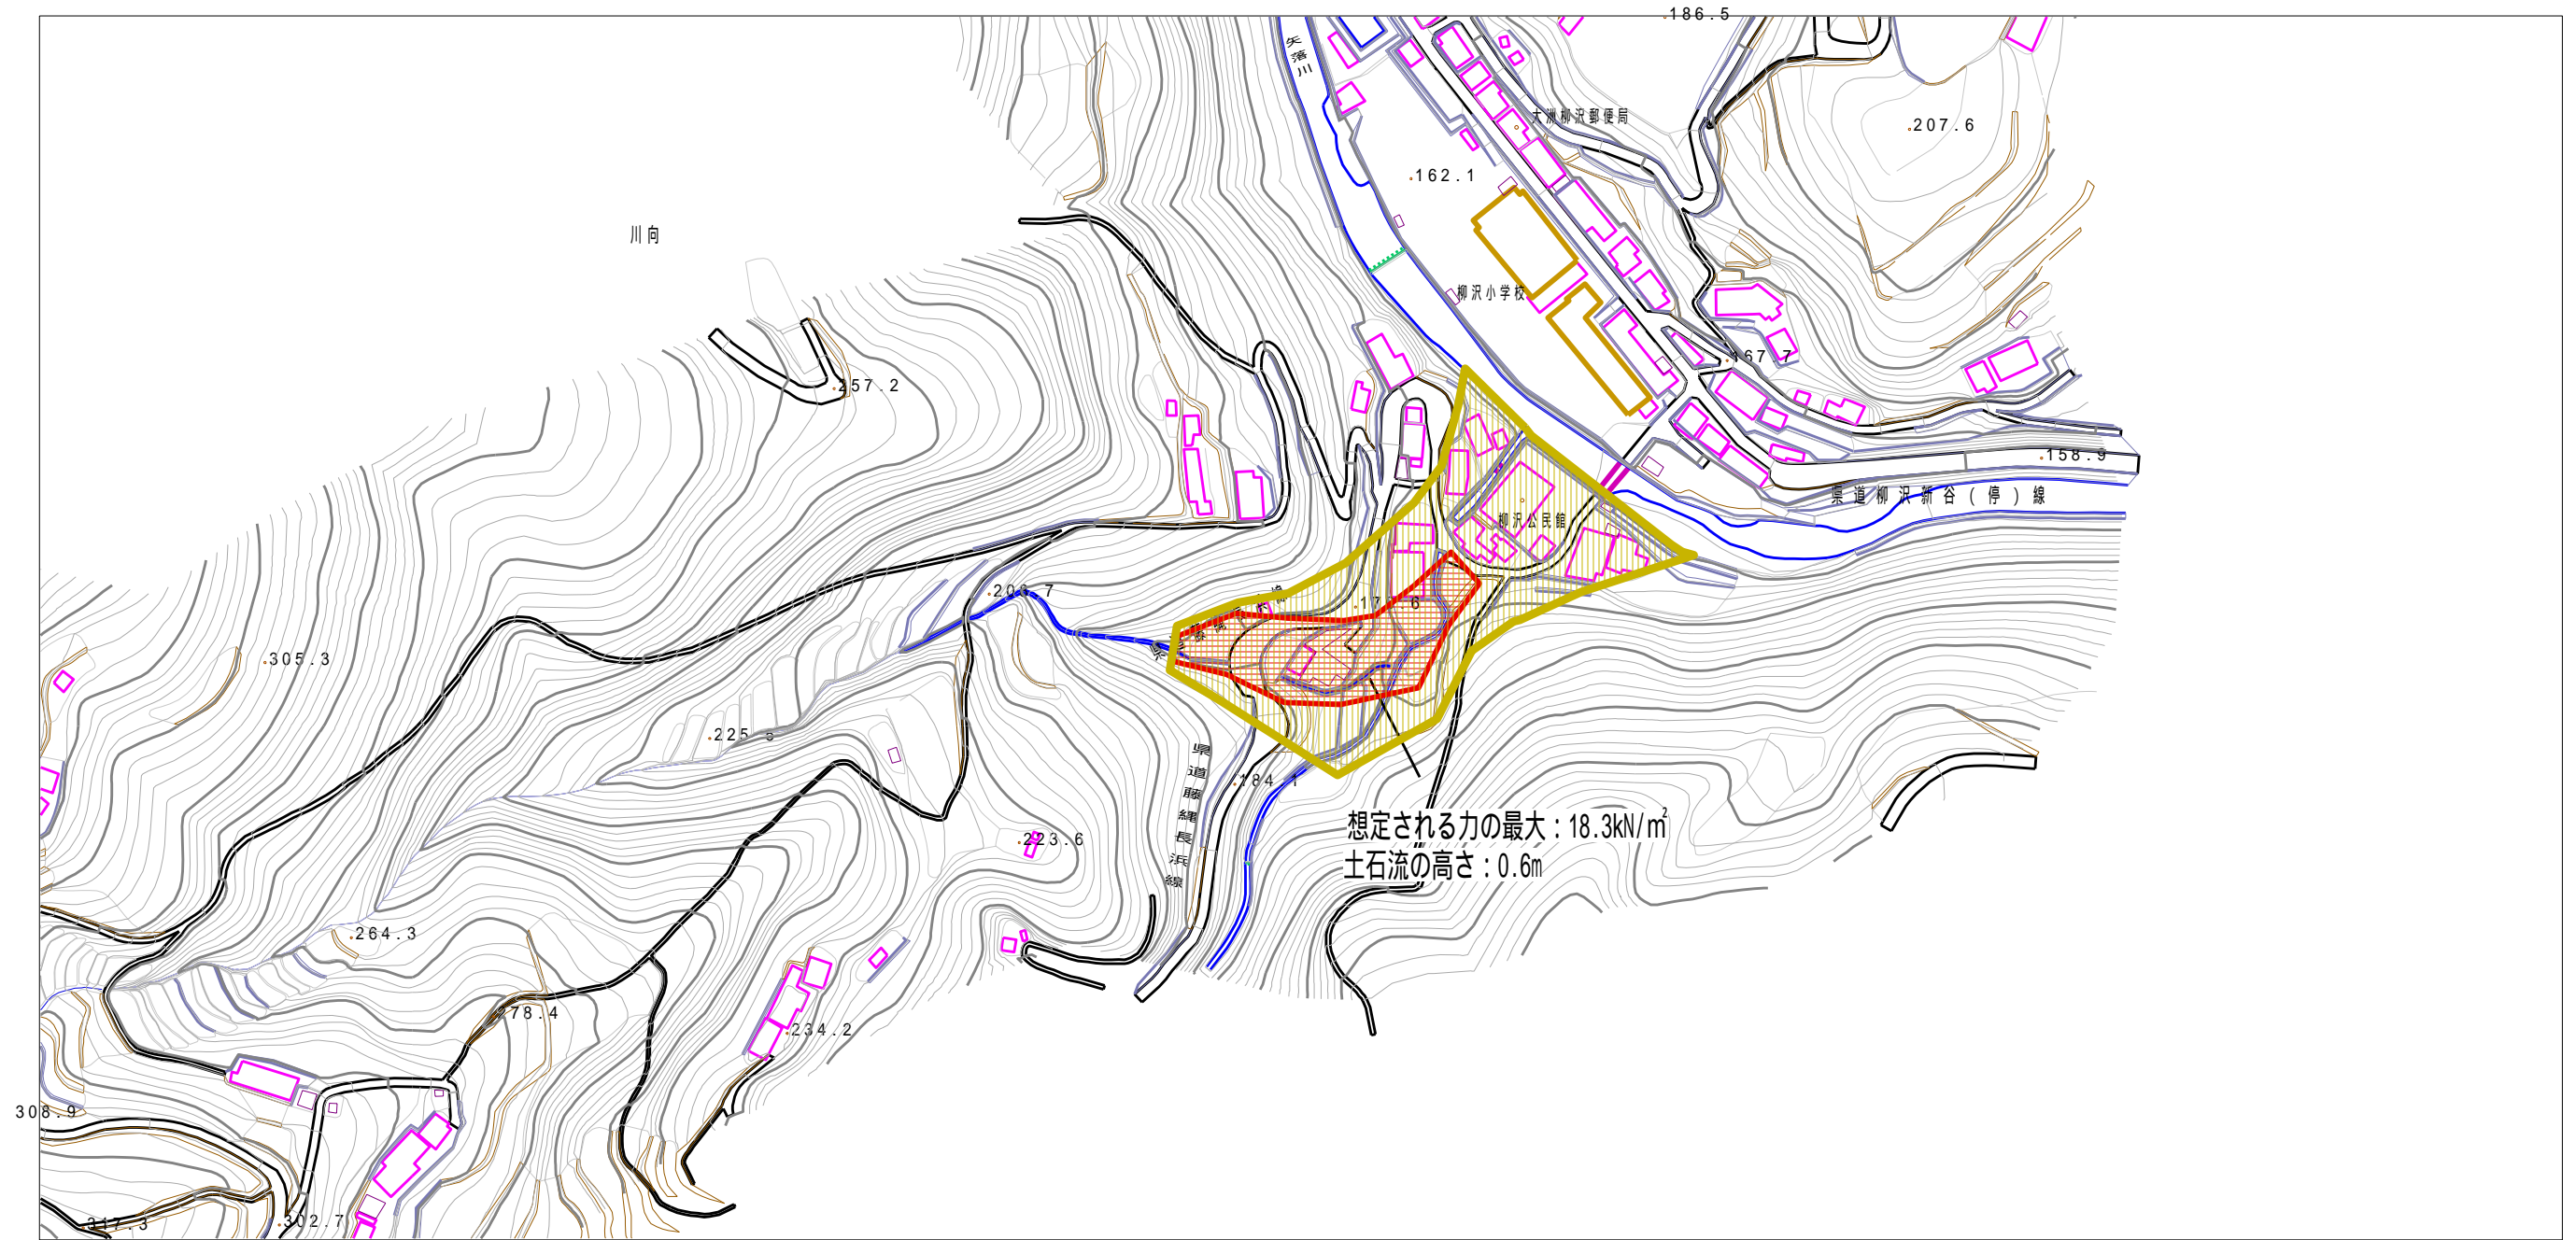 186.5
矢落川
大洲柳沢郵便局
207.6
162.1
川向
柳沢小学校
167.7
257.2
158.9
県道柳沢新谷(停)線
柳沢公民館
206.7
305.3
225.
県道藤縄長浜線
184.1
想定される力の最大:18.3kN/㎡
223.6
土石流の高さ:0.6m
264.3
278.4
234.2
308.9
317.3
302.7